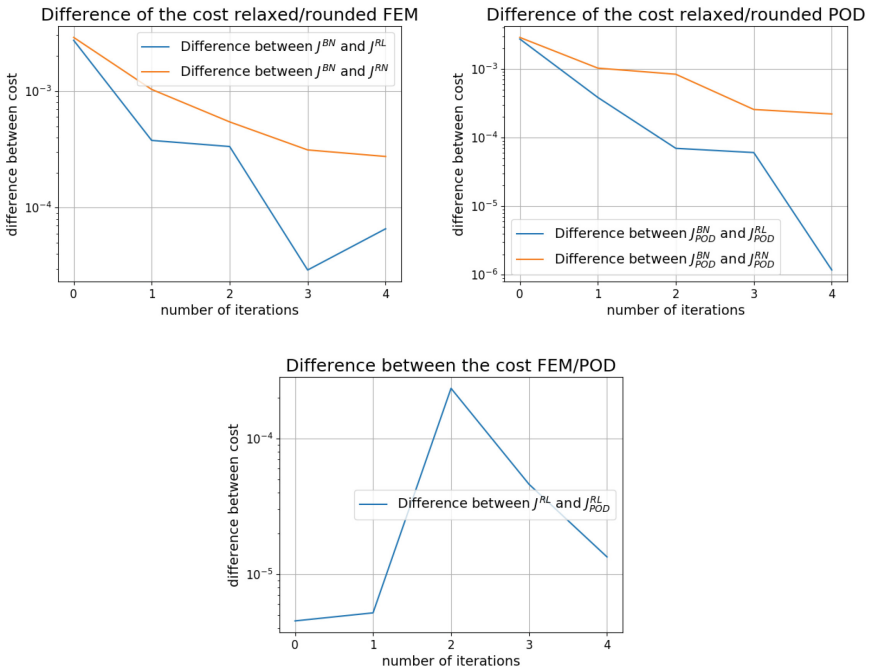 Difference of the cost relaxed/rounded FEM
Difference between J^BN and J^RL
Difference between J^BN and J^RN
10^-3
10^-4
difference between cost
0 1 2 3 4
number of iterations
Difference of the cost relaxed/rounded POD
10^-3
10^-4
10^-5
10^-6
difference between cost
Difference between J^BN_POD and J^RL_POD
Difference between J^BN_POD and J^RN_POD
0 1 2 3 4
number of iterations
Difference between the cost FEM/POD
10^-4
10^-5
difference between cost
Difference between J^RL and J^RL_POD
0 1 2 3 4
number of iterations